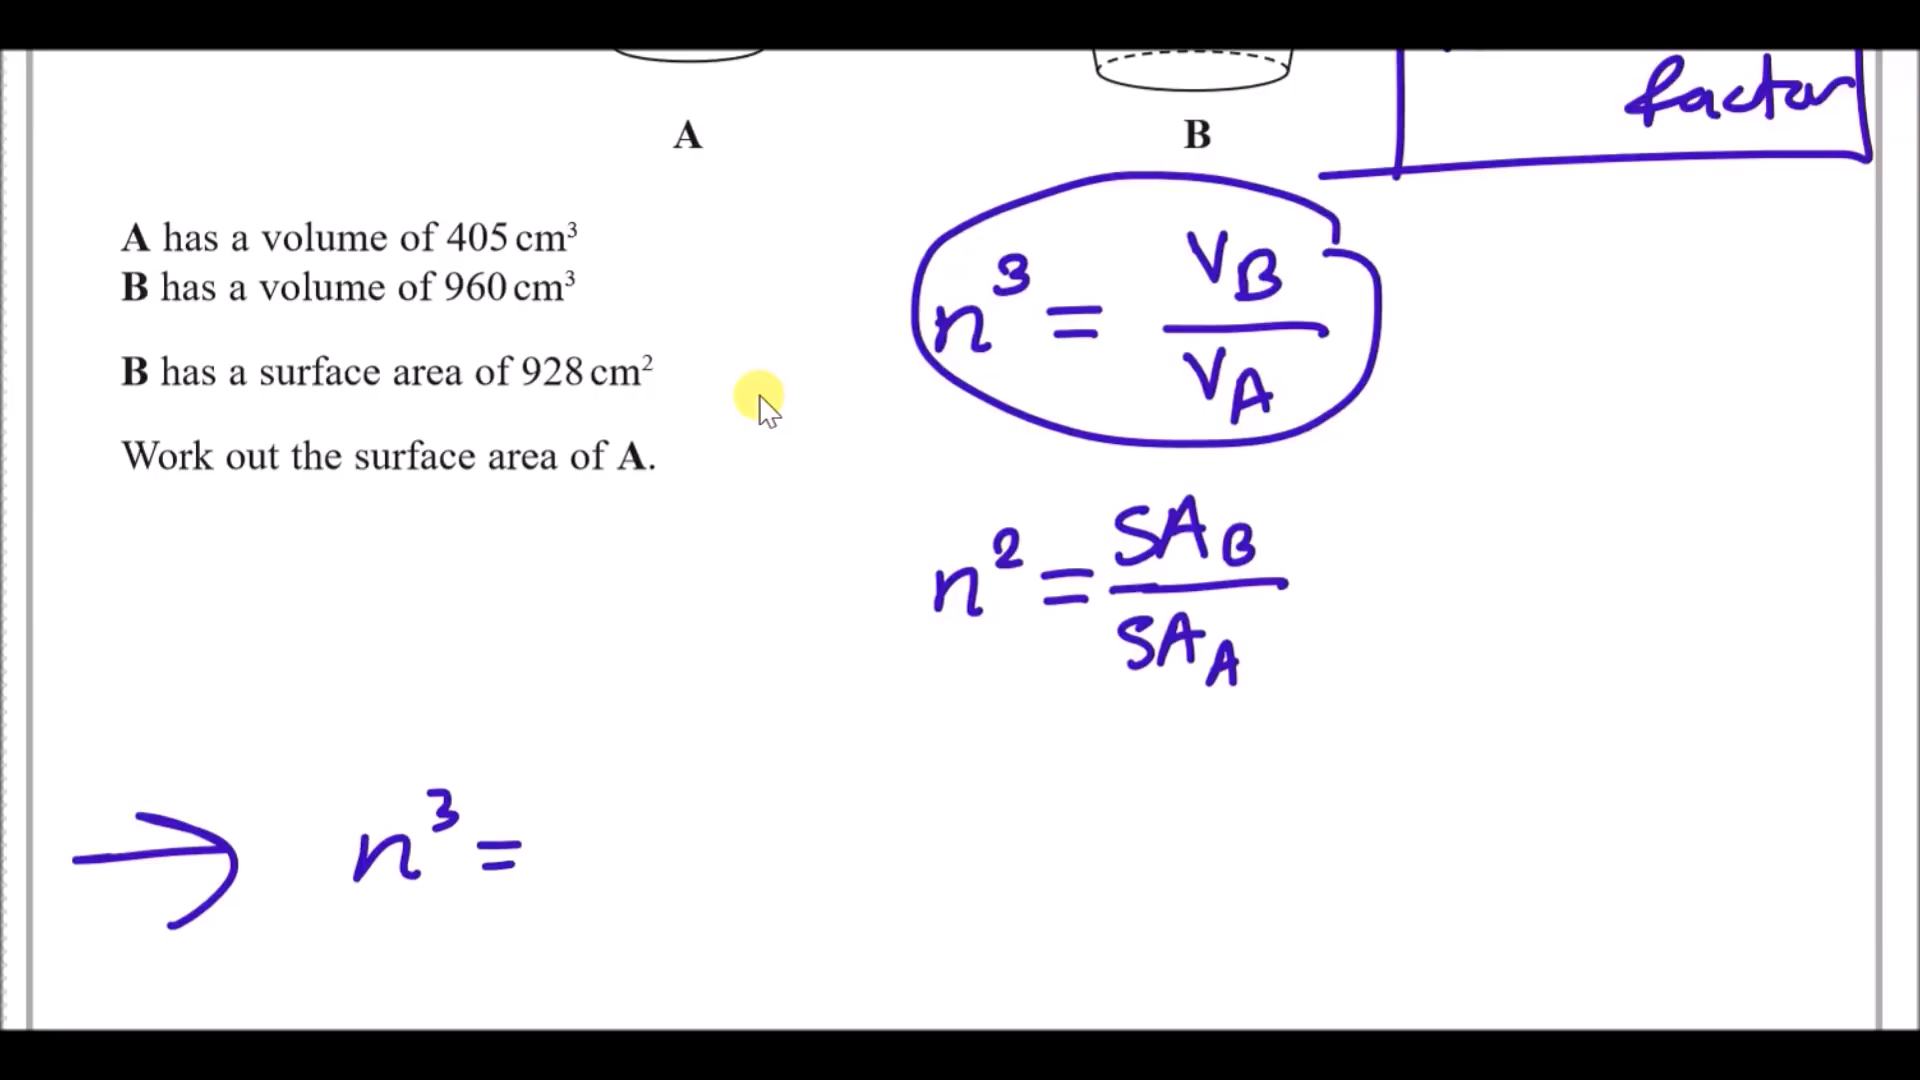 factor
A B
A has a volume of 405 cm³
B has a volume of 960 cm³
B has a surface area of 928 cm²
Work out the surface area of A.
n³ = V_B / V_A
n² = SA_B / SA_A
→ n³ =